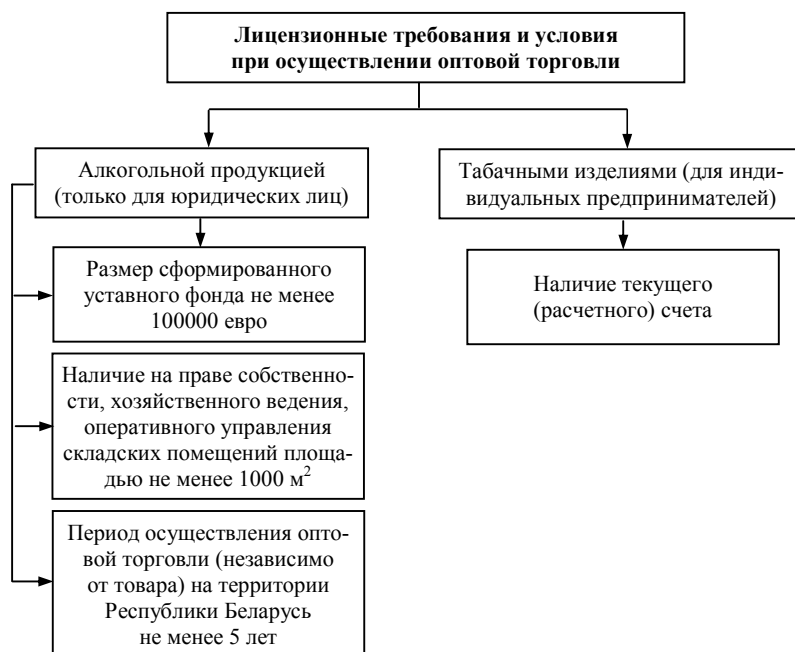 Лицензионные требования и условия
при осуществлении оптовой торговли
Алкогольной продукцией
(только для юридических лиц)
Табачными изделиями (для инди-
видуальных предпринимателей)
Размер сформированного
уставного фонда не менее
100000 евро
Наличие текущего
(расчетного) счета
Наличие на праве собственно-
сти, хозяйственного ведения,
оперативного управления
складских помещений площа-
дью не менее 1000 м²
Период осуществления опто-
вой торговли (независимо
от товара) на территории
Республики Беларусь
не менее 5 лет